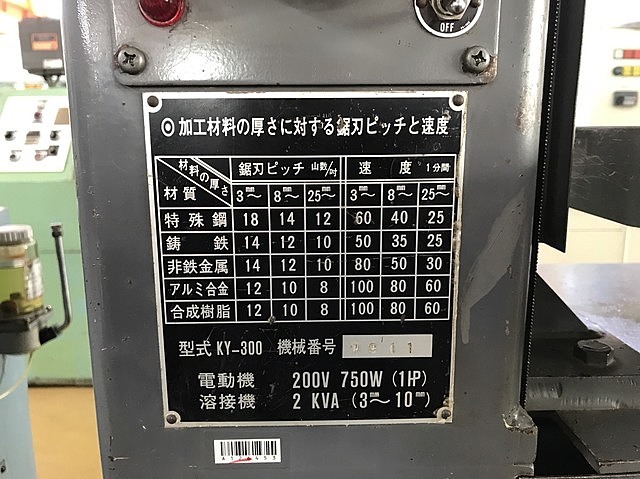 OFF
◎加工材料の厚さに対する鋸刃ピッチと速度
材料の厚さ 鋸刃ピッチ 山数/吋 速度 1分間
材質 3㎜〜 8㎜〜 25㎜〜 3㎜〜 8㎜〜 25㎜〜
特殊鋼 18 14 12 60 40 25
鋳鉄 14 12 10 50 35 25
非鉄金属 14 12 10 80 50 30
アルミ合金 12 10 8 100 80 60
合成樹脂 12 10 8 100 80 60
型式 KY-300 機械番号
電動機 200V 750W (1HP)
溶接機 2 KVA (3㎜〜10㎜)